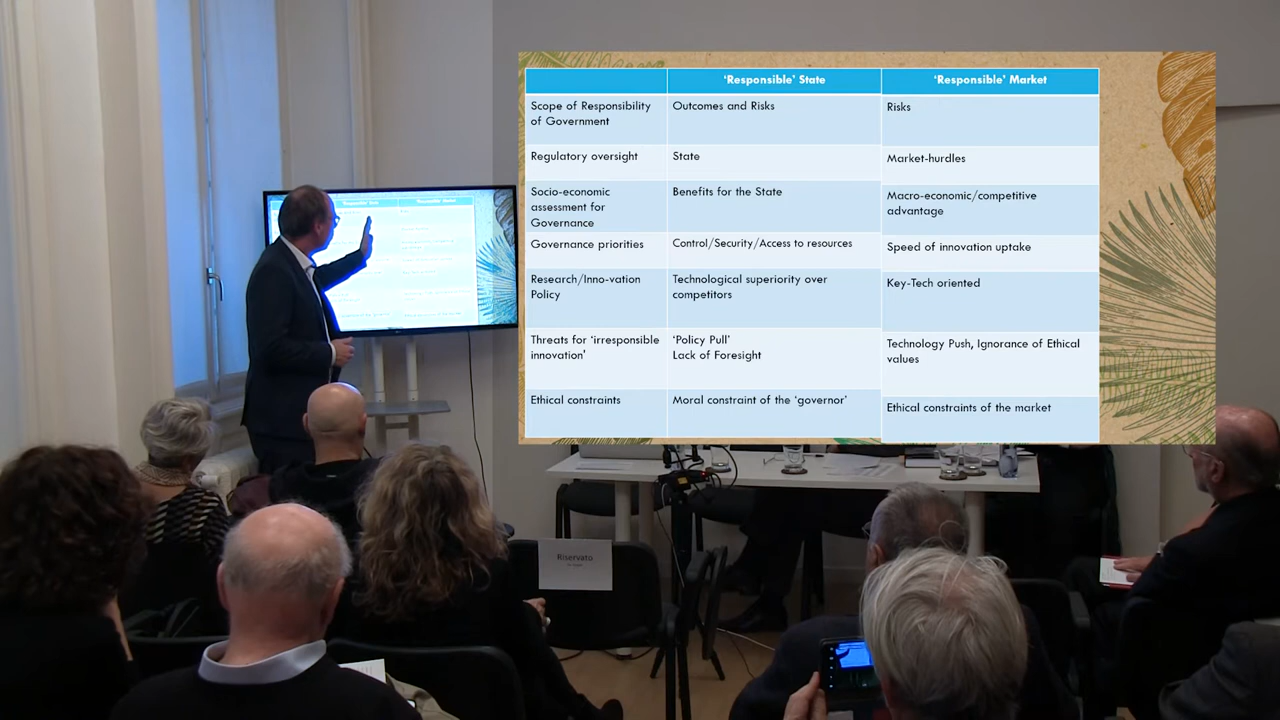 'Responsible' State
'Responsible' Market
Scope of Responsibility
of Government
Outcomes and Risks
Risks
Regulatory oversight
State
Market-hurdles
Socio-economic
assessment for
Governance
Benefits for the State
Macro-economic/competitive
advantage
Governance priorities
Control/Security/Access to resources
Speed of innovation uptake
Research/Inno-vation
Policy
Technological superiority over
competitors
Key-Tech oriented
Threats for 'irresponsible
innovation'
'Policy Pull'
Lack of Foresight
Technology Push, Ignorance of Ethical
values
Ethical constraints
Moral constraint of the 'governor'
Ethical constraints of the market
Riservato